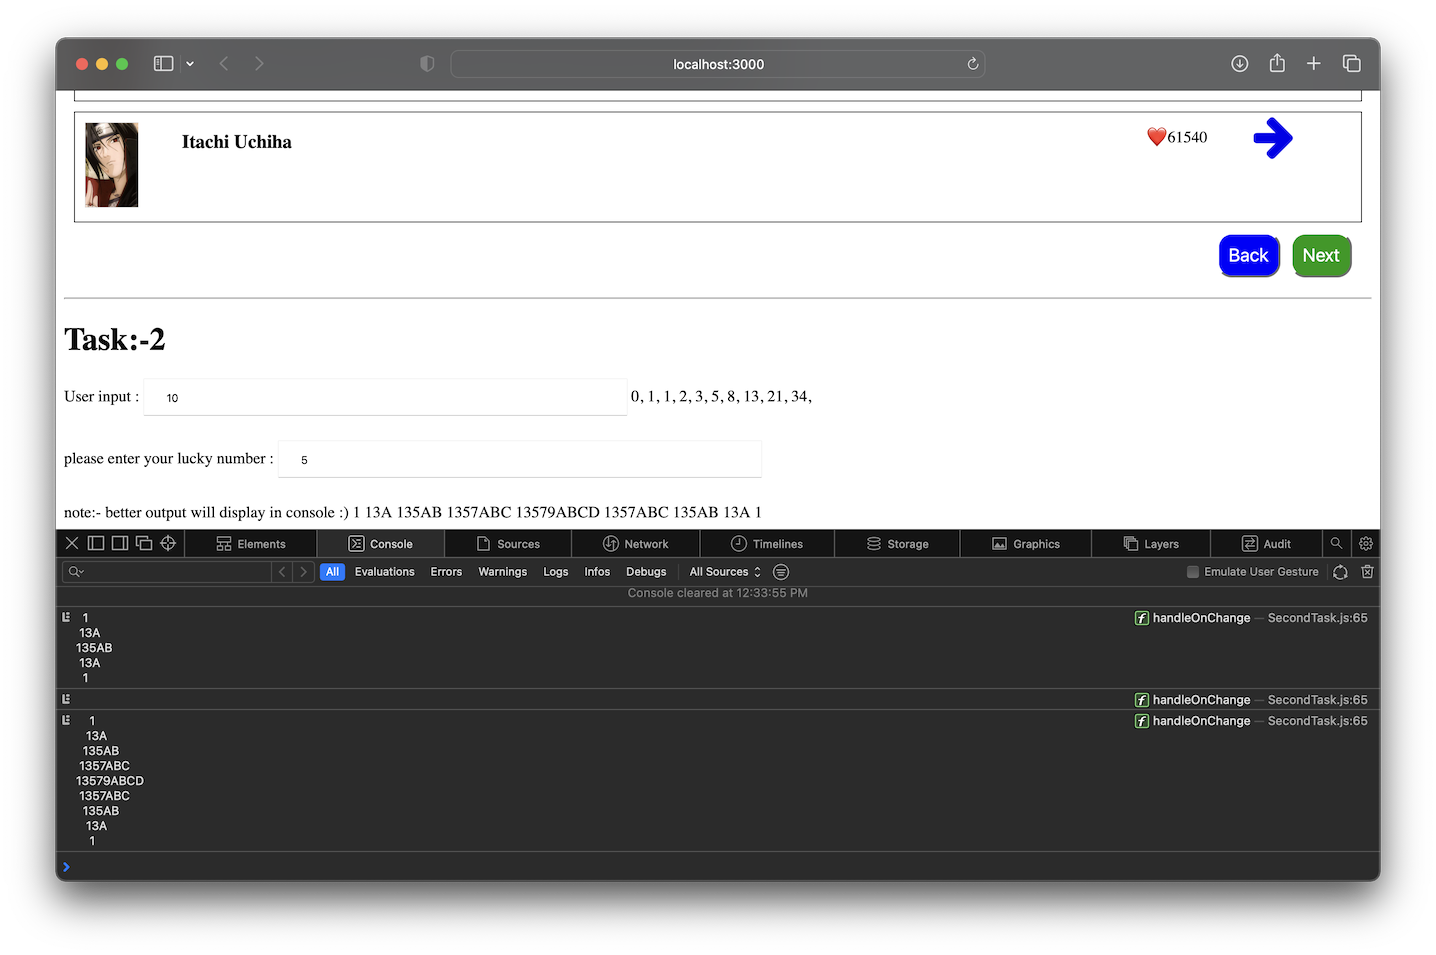 localhost:3000
Itachi Uchiha
❤️61540
Back Next
Task:-2
User input : 10 0, 1, 1, 2, 3, 5, 8, 13, 21, 34,
please enter your lucky number : 5
note:- better output will display in console :) 1 13A 135AB 1357ABC 13579ABCD 1357ABC 135AB 13A 1
Elements Console Sources Network Timelines Storage Graphics Layers Audit
All Evaluations Errors Warnings Logs Infos Debugs All Sources Emulate User Gesture
Console cleared at 12:33:55 PM
1 f handleOnChange — SecondTask.js:65
13A
135AB
13A
1
f handleOnChange — SecondTask.js:65
1 f handleOnChange — SecondTask.js:65
13A
135AB
1357ABC
13579ABCD
1357ABC
135AB
13A
1